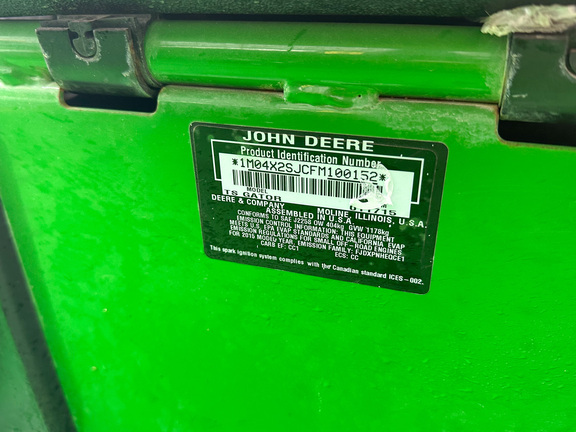 JOHN DEERE
Product Identification Number
*1M04X2SJCFM100152*
MODEL
TS GATOR
DEERE & COMPANY MOLINE, ILLINOIS, U.S.A.
ASSEMBLED IN U.S.A.
CONFORMS TO SAE J2258 OW 404kg GVW 1178kg
EMISSION CONTROL INFORMATION: THIS EQUIPMENT
MEETS U.S. EPA EVAP STANDARDS AND CALIFORNIA EVAP
EMISSION REGULATIONS FOR SMALL OFF-ROAD ENGINES.
FOR 2015 MODEL YEAR. EMISSION FAMILY: FJDXPNHEQCE1
CARB EF: CC1 ECS: CC
This spark ignition system complies with the Canadian standard ICES-002.